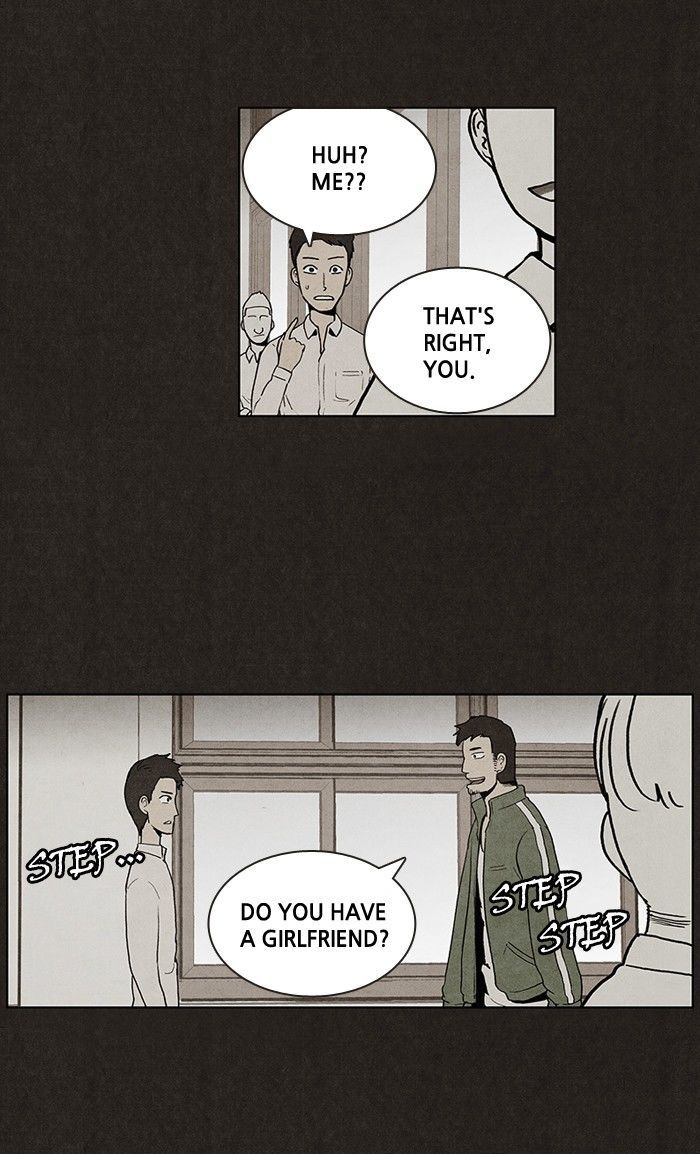 HUH?
ME??
THAT'S
RIGHT,
YOU.
STEP...
DO YOU HAVE
A GIRLFRIEND?
STEP
STEP